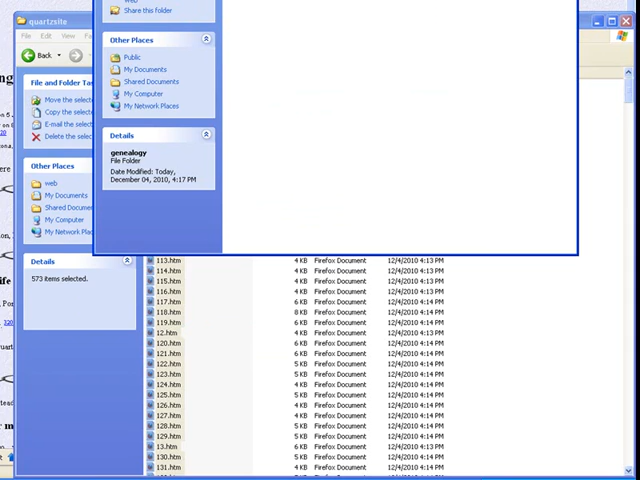 quartzsite
File Edit View
Back
web
Share this folder
Other Places
Public
My Documents
Shared Documents
My Computer
My Network Places
Details
genealogy
File Folder
Date Modified: Today,
December 04, 2010, 4:17 PM
File and Folder Tas
Move the selecte
Copy the selecte
E-mail the select
Delete the selec
Other Places
web
My Documents
Shared Docume
My Computer
My Network Plac
Details
573 items selected.
113.htm 4 KB Firefox Document 12/4/2010 4:13 PM
114.htm 5 KB Firefox Document 12/4/2010 4:13 PM
115.htm 4 KB Firefox Document 12/4/2010 4:13 PM
116.htm 4 KB Firefox Document 12/4/2010 4:13 PM
117.htm 6 KB Firefox Document 12/4/2010 4:14 PM
118.htm 8 KB Firefox Document 12/4/2010 4:14 PM
119.htm 6 KB Firefox Document 12/4/2010 4:14 PM
12.htm 4 KB Firefox Document 12/4/2010 4:13 PM
120.htm 4 KB Firefox Document 12/4/2010 4:14 PM
121.htm 6 KB Firefox Document 12/4/2010 4:14 PM
122.htm 5 KB Firefox Document 12/4/2010 4:14 PM
123.htm 5 KB Firefox Document 12/4/2010 4:14 PM
124.htm 4 KB Firefox Document 12/4/2010 4:14 PM
125.htm 5 KB Firefox Document 12/4/2010 4:14 PM
126.htm 4 KB Firefox Document 12/4/2010 4:14 PM
127.htm 4 KB Firefox Document 12/4/2010 4:14 PM
128.htm 5 KB Firefox Document 12/4/2010 4:14 PM
129.htm 5 KB Firefox Document 12/4/2010 4:14 PM
13.htm 6 KB Firefox Document 12/4/2010 4:13 PM
130.htm 5 KB Firefox Document 12/4/2010 4:14 PM
131.htm 4 KB Firefox Document 12/4/2010 4:14 PM